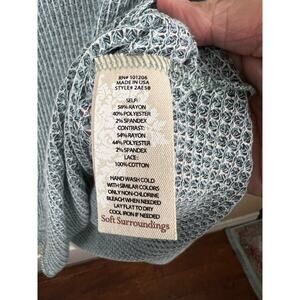 RN# 101206
MADE IN USA
STYLE# 2AE5B
SELF:
58% RAYON
40% POLYESTER
2% SPANDEX
CONTRAST:
54% RAYON
44% POLYESTER
2% SPANDEX
LACE:
100% COTTON
HAND WASH COLD
WITH SIMILAR COLORS
ONLY NON-CHLORINE
BLEACH WHEN NEEDED
LAY FLAT TO DRY
COOL IRON IF NEEDED
Soft Surroundings